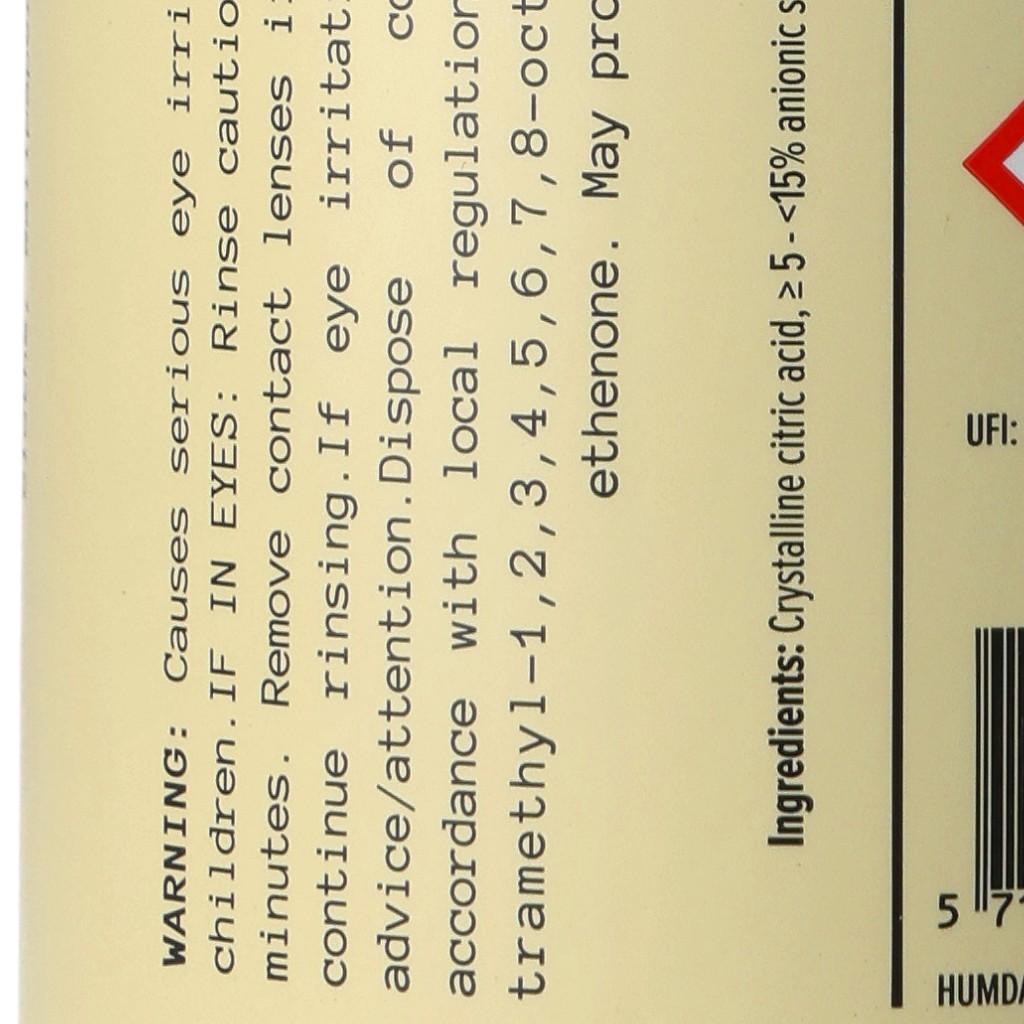 WARNING: Causes serious eye irri
children.IF IN EYES: Rinse cautio
minutes. Remove contact lenses i
continue rinsing.If eye irritat
advice/attention.Dispose of co
accordance with local regulation
tramethyl-1,2,3,4,5,6,7,8-oct
ethenone. May pro
Ingredients: Crystalline citric acid, ≥ 5 - <15% anionic s
UFI:
5 7
HUMDA